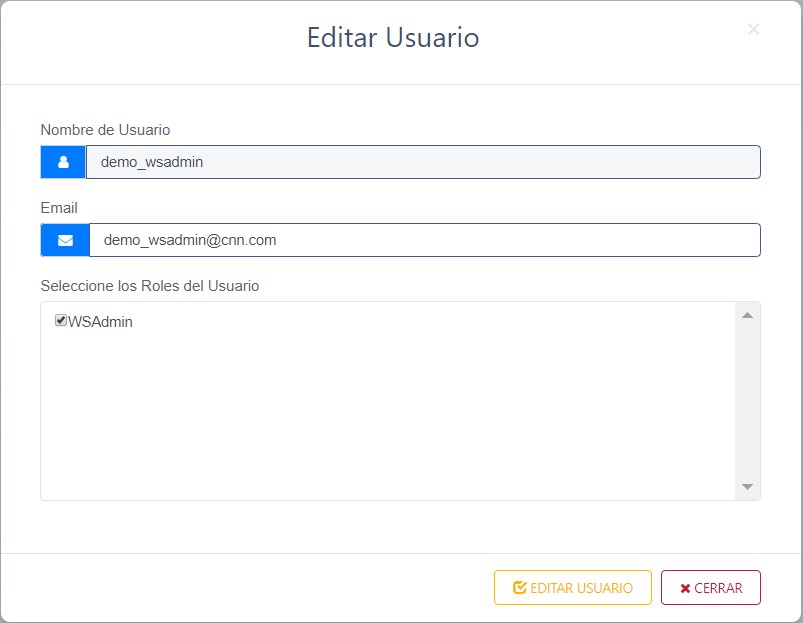 Editar Usuario
Nombre de Usuario
demo_wsadmin
Email
demo_wsadmin@cnn.com
Seleccione los Roles del Usuario
WSAdmin
EDITAR USUARIO
CERRAR